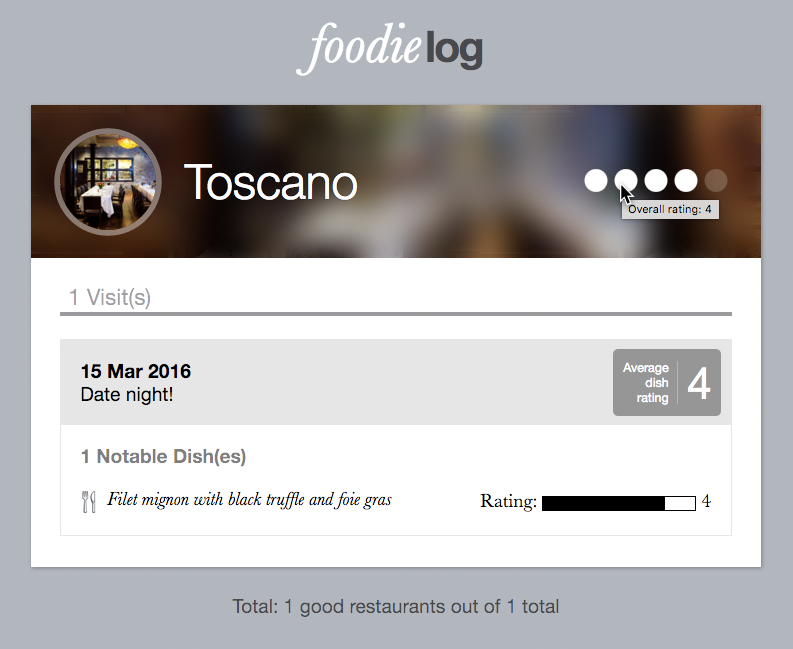 foodielog
Toscano
Overall rating: 4
1 Visit(s)
15 Mar 2016
Date night!
Average
dish
rating
4
1 Notable Dish(es)
Filet mignon with black truffle and foie gras
Rating: 4
Total: 1 good restaurants out of 1 total